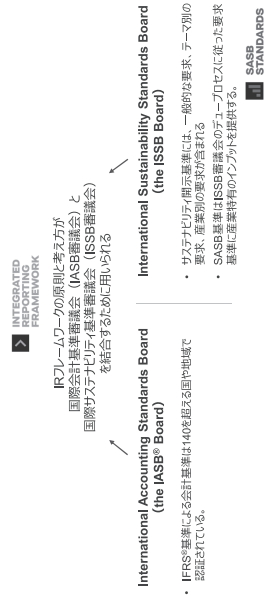 INTEGRATED
REPORTING
FRAMEWORK
IRフレームワークの原則と考え方が
国際会計基準審議会（IASB審議会）と
国際サステナビリティ基準審議会（ISSB審議会）
を結合するために用いられる
International Accounting Standards Board
(the IASB® Board)
• IFRS®基準による会計基準は140を超える国や地域で
認証されている。
International Sustainability Standards Board
(the ISSB Board)
• サステナビリティ開示基準には、一般的な要求、テーマ別の
要求、産業別の要求が含まれる
• SASB基準はISSB審議会のデュープロセスに従った要求
基準に産業特有のインプットを提供する。
SASB
STANDARDS